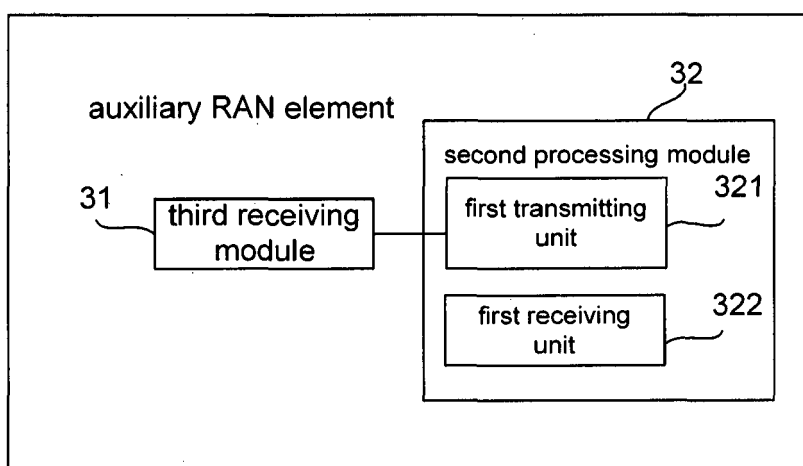 auxiliary RAN element
32
second processing module
31
third receiving
module
first transmitting
unit
321
first receiving
unit
322